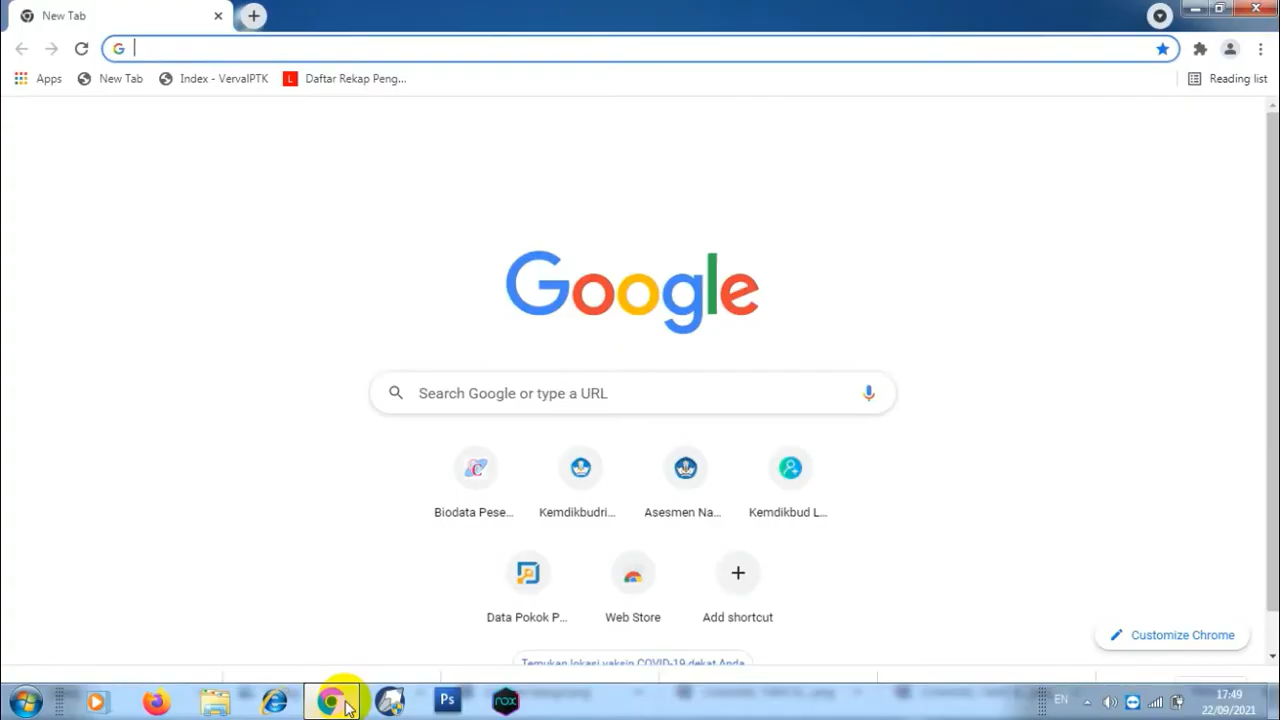 New Tab
Apps
New Tab
Index - VervalPTK
L
Daftar Rekap Peng...
Reading list
Google
Search Google or type a URL
Biodata Pese...
Kemdikbudri...
Asesmen Na...
Kemdikbud L...
Data Pokok P...
Web Store
Add shortcut
Customize Chrome
Temukan lokasi vaksin COVID-19 dekat Anda
Ps
nox
EN
17:49
22/09/2021